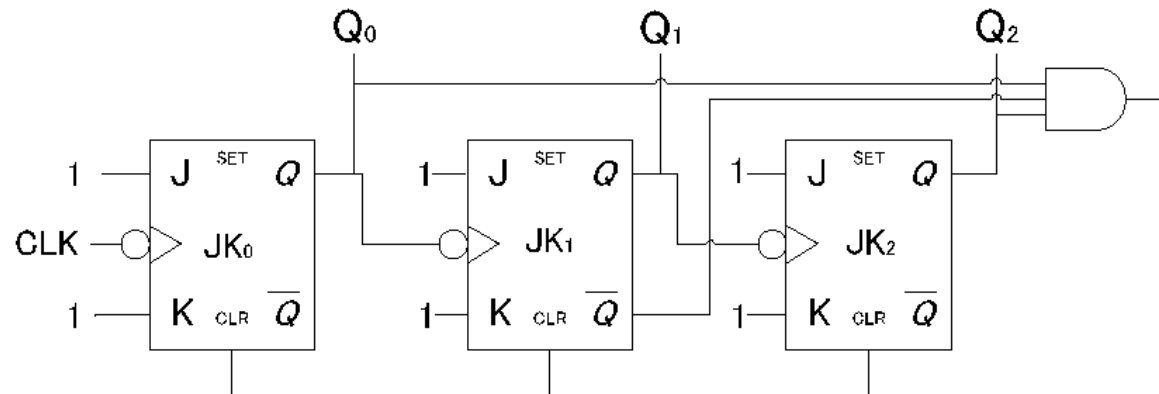 Q₀ Q₁ Q₂
1 J SET Q 1 J SET Q 1 J SET Q
CLK JK₀ JK₁ JK₂
1 K CLR Q̅ 1 K CLR Q̅ 1 K CLR Q̅